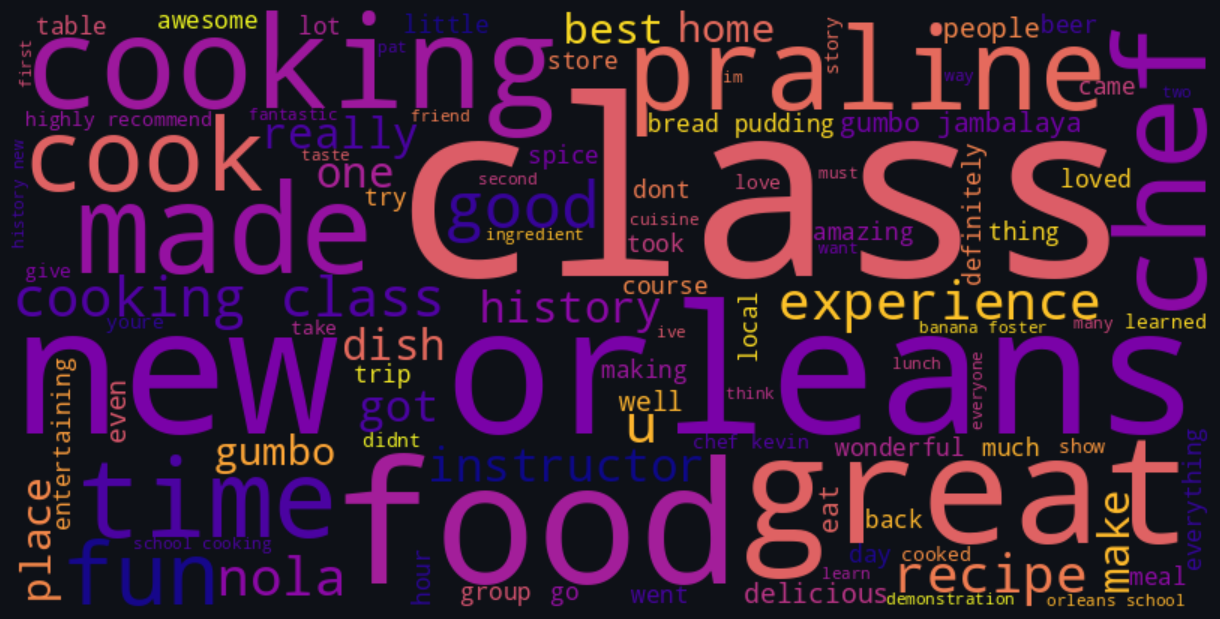 table
awesome
lot
little
best
home
story
people
beer
first
cooking
pat
store
praline
im
way
came
two
chef
highly recommend
fantastic
friend
bread pudding
gumbo jambalaya
cook
really
taste
one
try
class
spice
second
good
ingredient
dont
cuisine
took
love
must
amazing
want
definitely
loved
thing
history new
made
give
cooking class
youre
take
history
course
ive
local
experience
banana foster
many
learned
new orleans
dish
trip
got
making
well
u
think
lunch
everyone
entertaining
even
didnt
chef kevin
wonderful
much
show
everything
gumbo
instructor
time
food
great
eat
back
make
place
school cooking
fun
nola
hour
group
go
went
day
cooked
learn
recipe
meal
delicious
demonstration
orleans school